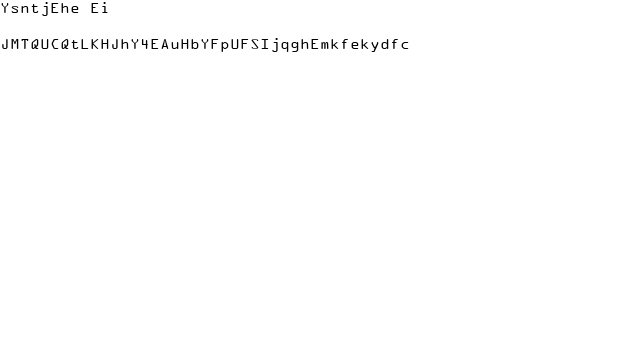 YsntjEhe Ei
JMTQUCQtLKHJhY4EAuHbYFpUFSIjqghEmkfekydfc